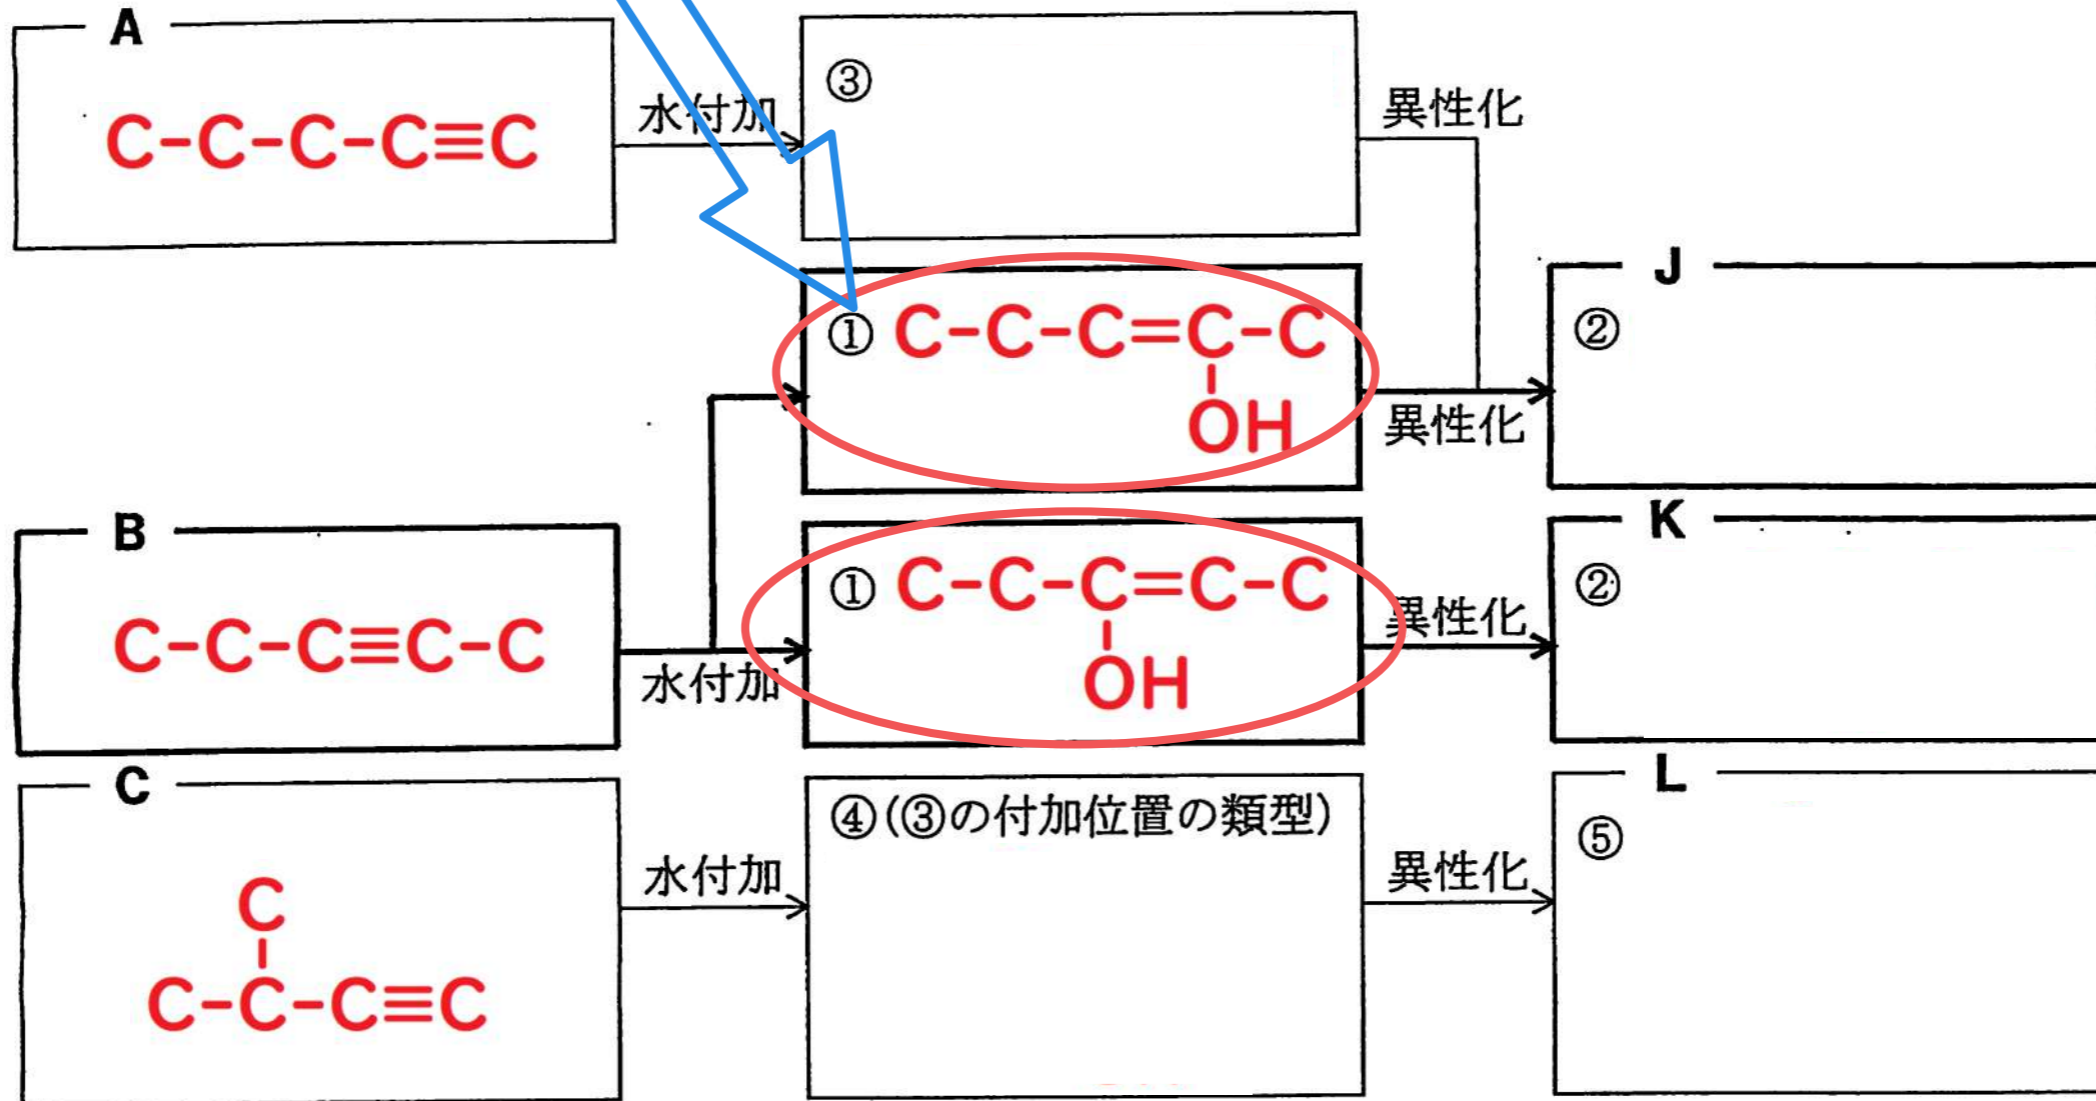 A
C-C-C-C≡C
水付加
③
異性化
① C-C-C=C-C
OH
異性化
J
②
B
C-C-C≡C-C
水付加
① C-C-C=C-C
OH
異性化
K
②
C
C
C-C-C≡C
水付加
④(③の付加位置の類型)
異性化
L
⑤